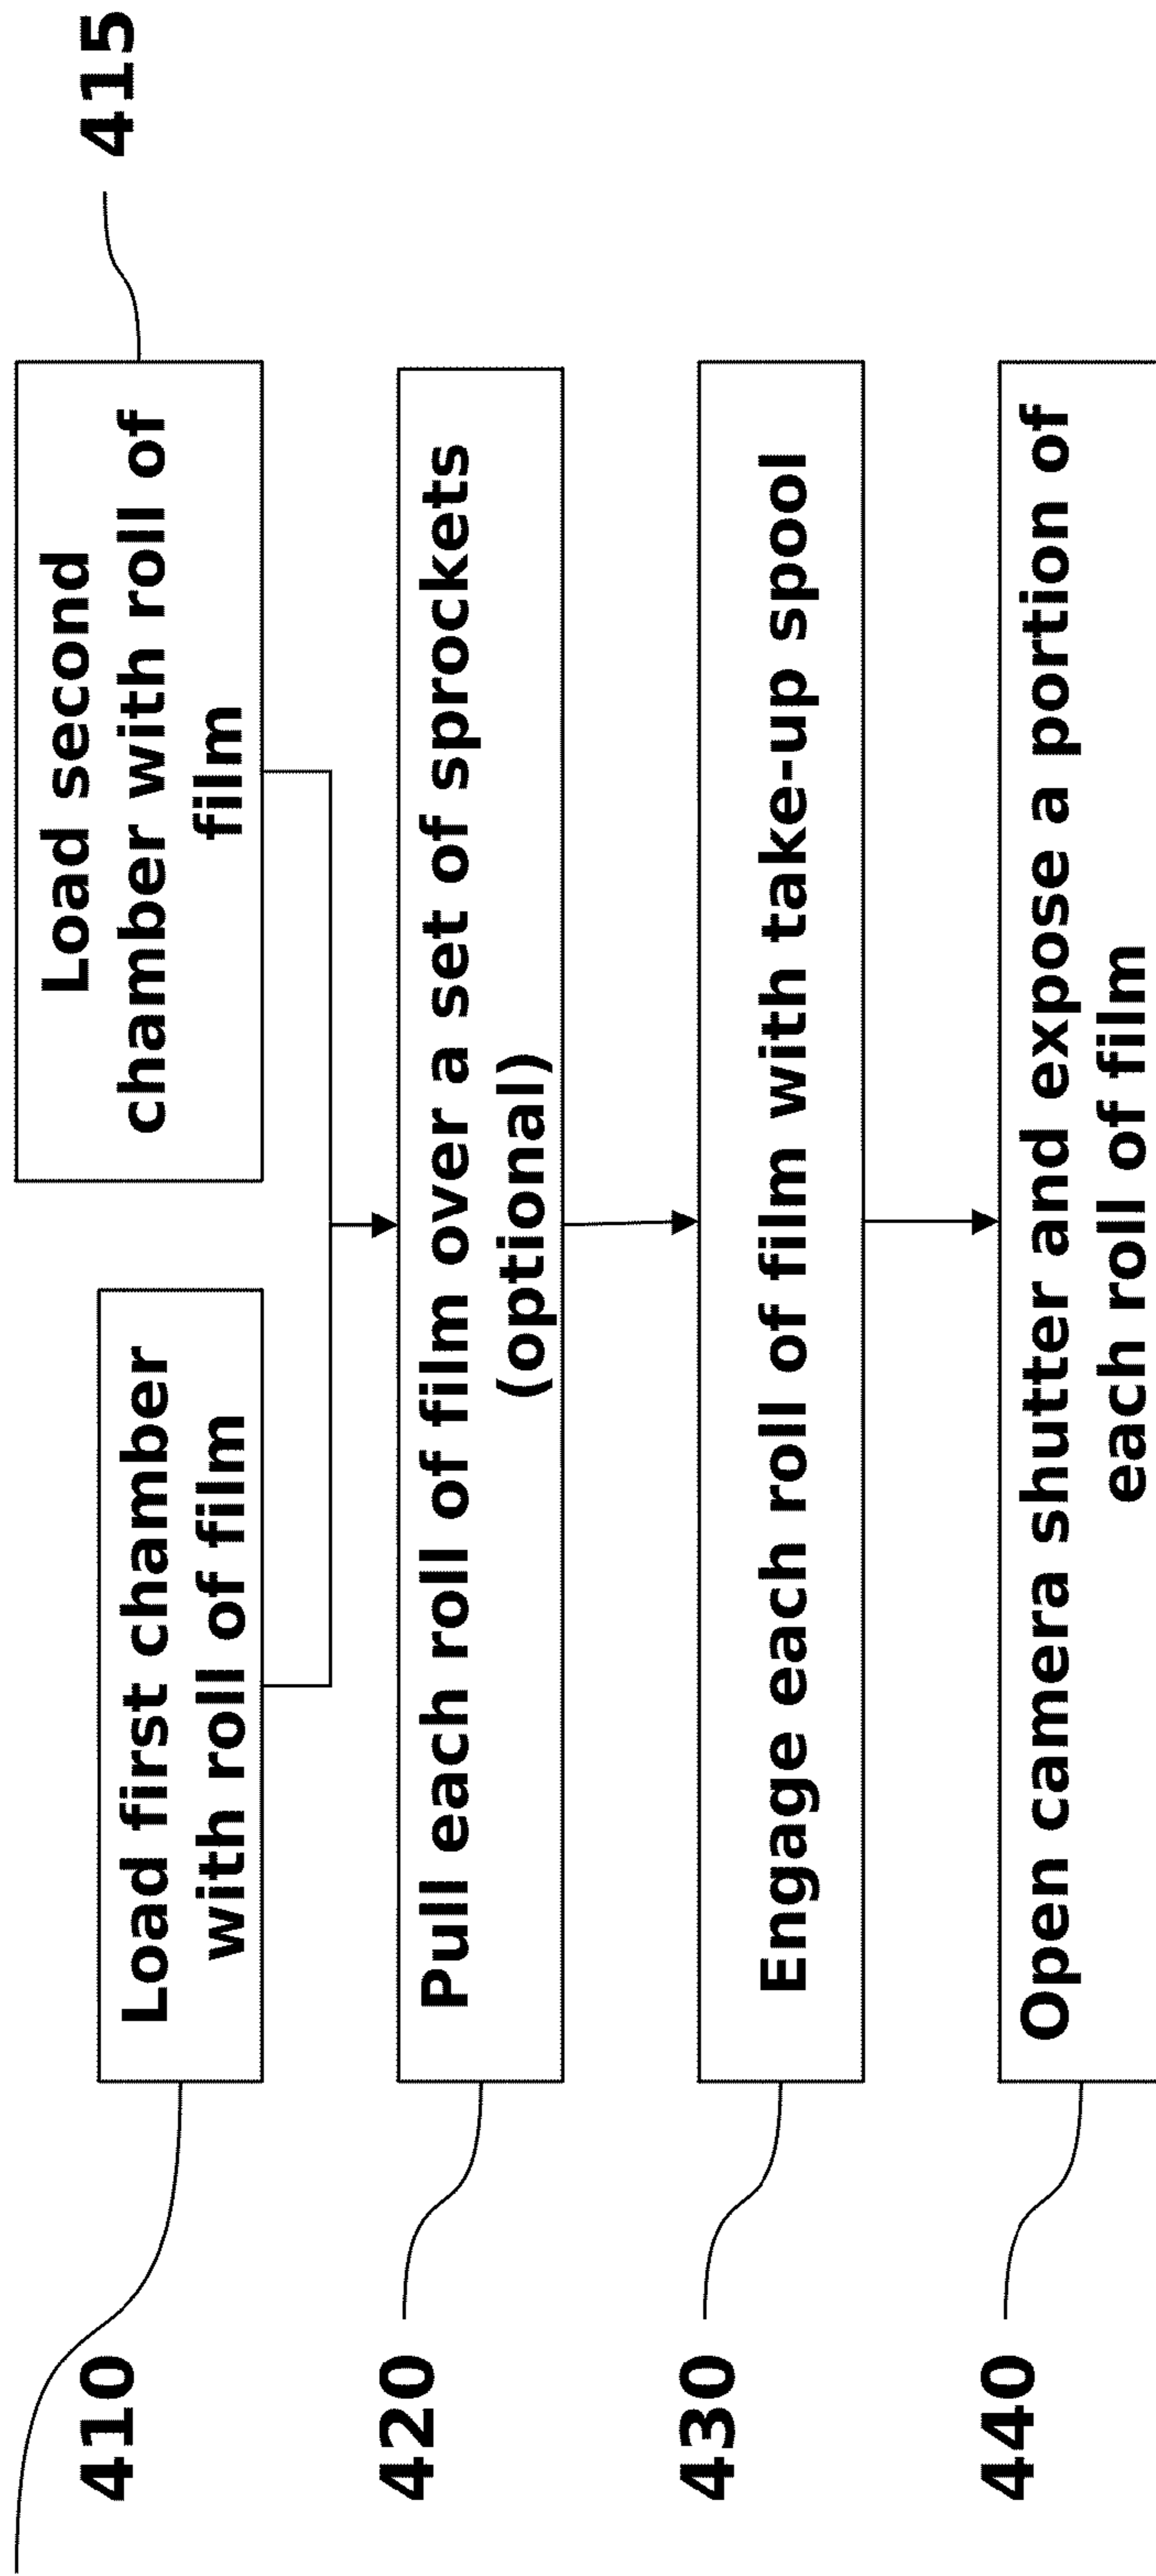 415
Load first chamber
with roll of film
Load second
chamber with roll of
film
410
Pull each roll of film over a set of sprockets
(optional)
420
Engage each roll of film with take-up spool
430
Open camera shutter and expose a portion of
each roll of film
440